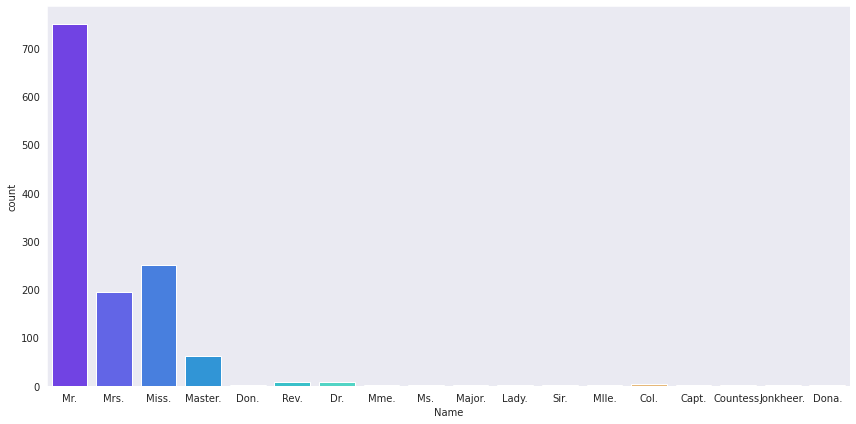 700
600
500
400
300
200
100
0
count
Mr. Mrs. Miss. Master. Don. Rev. Dr. Mme. Ms. Major. Lady. Sir. Mlle. Col. Capt. Countess. Jonkheer. Dona.
Name